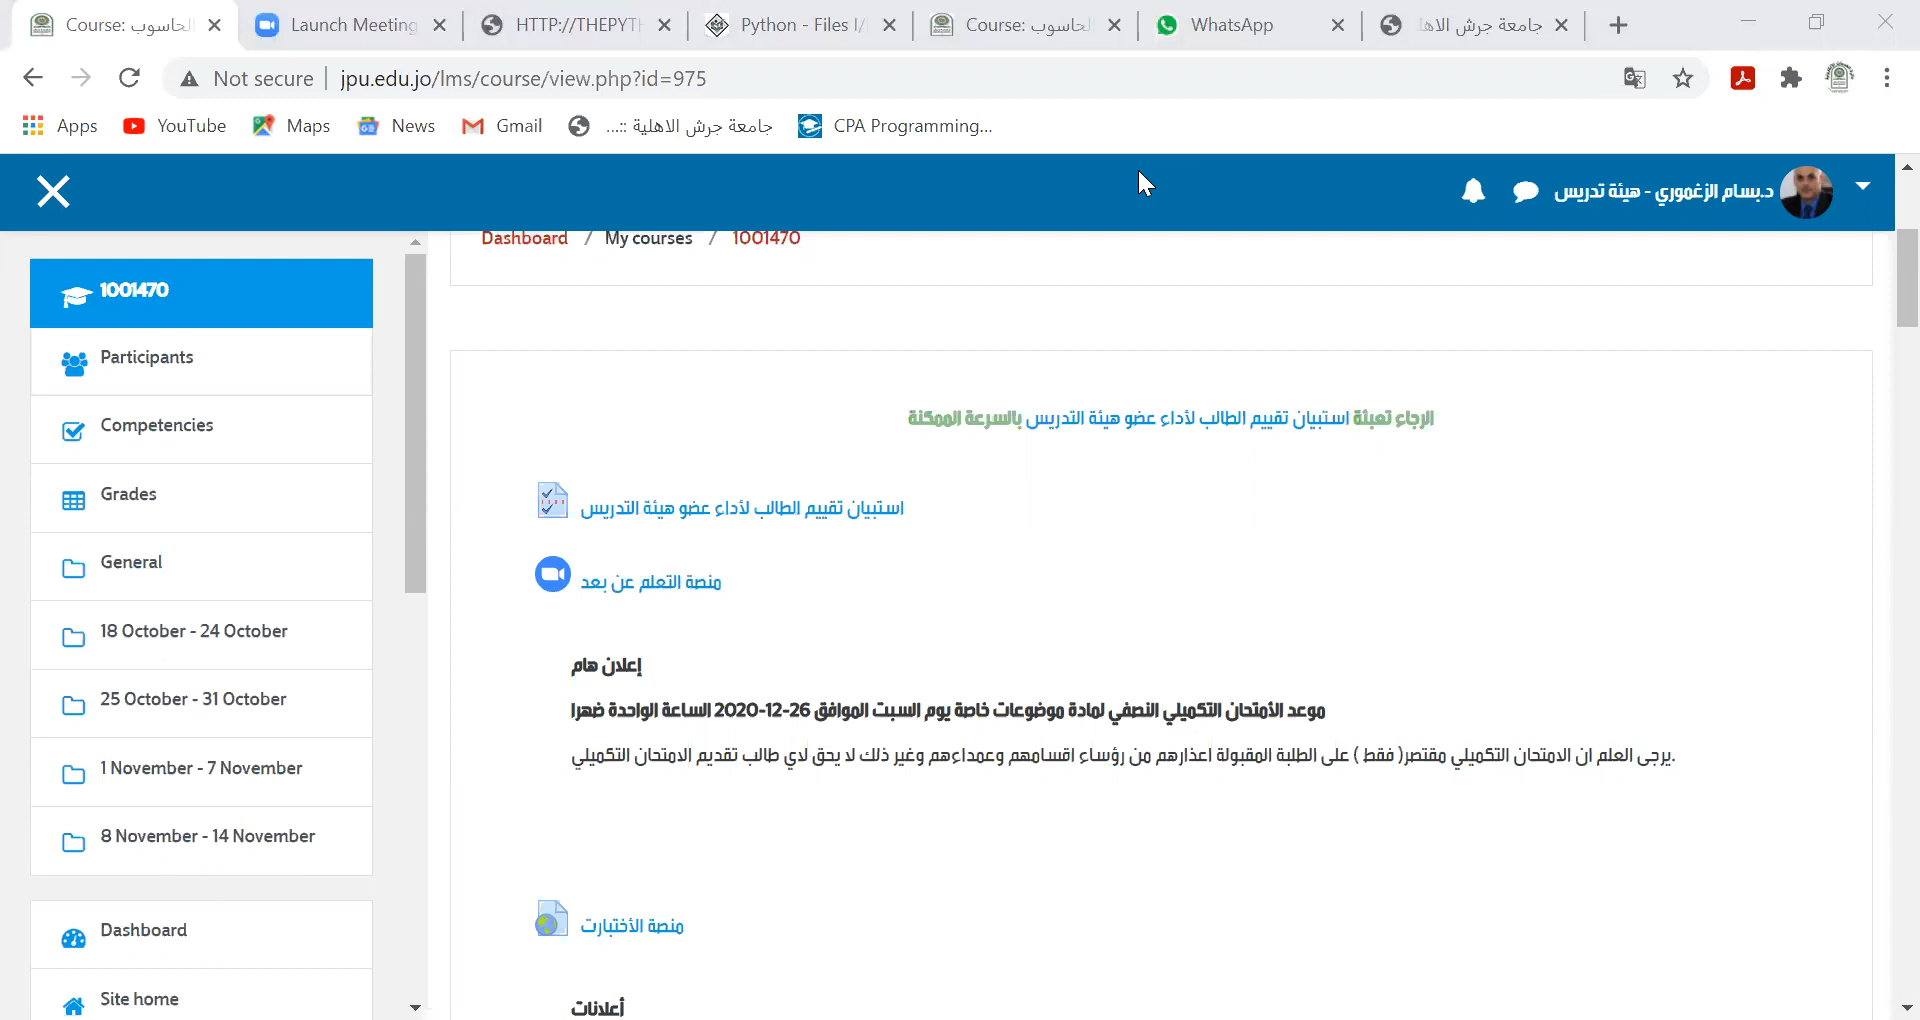 Course: الحاسوب
Launch Meeting
HTTP://THEPYTH
Python - Files I/
Course: الحاسوب
WhatsApp
جامعة جرش الاها
Not secure
jpu.edu.jo/lms/course/view.php?id=975
Apps
YouTube
Maps
News
Gmail
جامعة جرش الاهلية ::...
CPA Programming...
د.بسام الزغموري - هيئة تدريس
Dashboard / My courses / 1001470
1001470
Participants
Competencies
Grades
General
18 October - 24 October
25 October - 31 October
1 November - 7 November
8 November - 14 November
Dashboard
Site home
الرجاء تعبئة استبيان تقييم الطالب لأداء عضو هيئة التدريس بالسرعة الممكنة
استبيان تقييم الطالب لأداء عضو هيئة التدريس
منصة التعلم عن بعد
إعلان هام
موعد الأمتحان التكميلي النصفي لمادة موضوعات خاصة يوم السبت الموافق 26-12-2020 الساعة الواحدة ضهرا
يرجى العلم ان الامتحان التكميلي مقتصر( فقط ) على الطلبة المقبولة اعذارهم من رؤساء اقسامهم وعمداءهم وغير ذلك لا يحق لاي طالب تقديم الامتحان التكميلي.
منصة الأختبارت
أعلانات